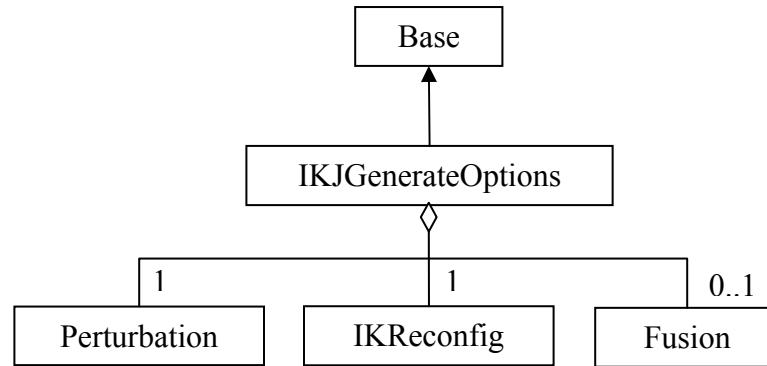 Base
IKJGenerateOptions
1
1
0..1
Perturbation
IKReconfig
Fusion